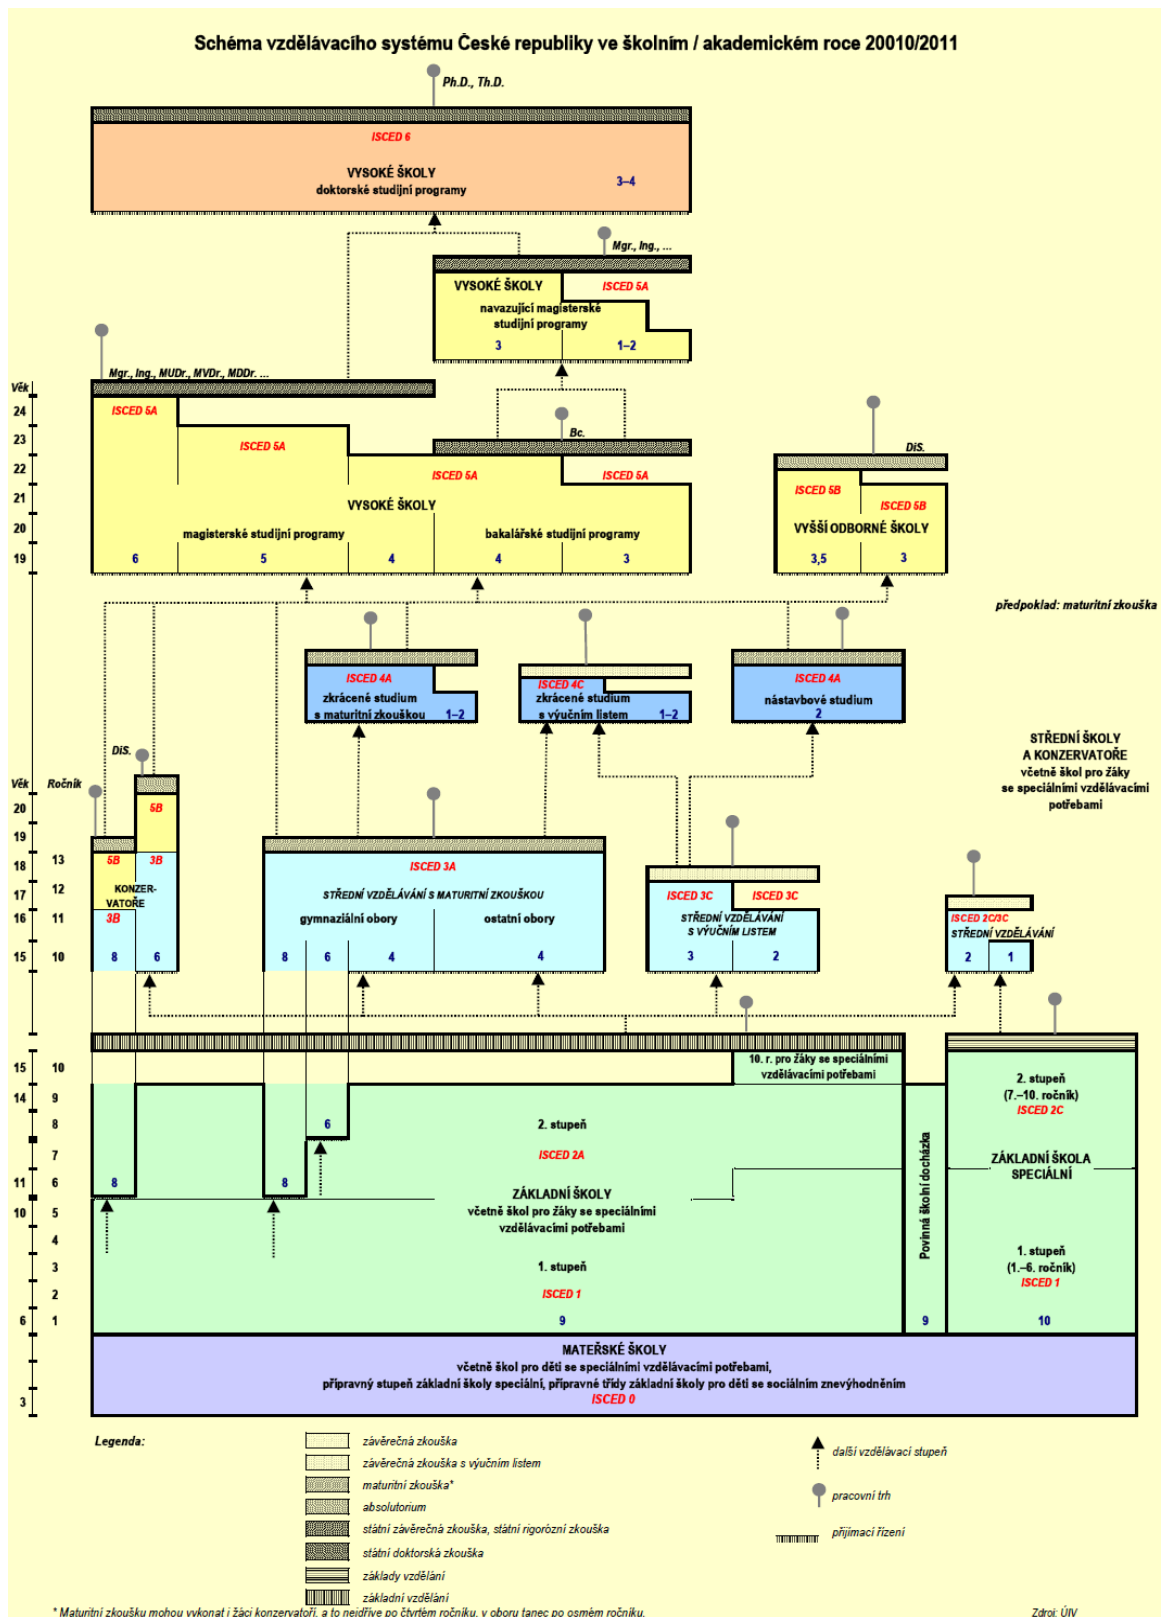 Schéma vzdělávacího systému České republiky ve školním / akademickém roce 20010/2011
Ph.D., Th.D.
ISCED 6
VYSOKÉ ŠKOLY
doktorské studijní programy
3–4
Mgr., Ing., ...
VYSOKÉ ŠKOLY
ISCED 5A
navazující magisterské
studijní programy
3
1–2
Mgr., Ing., MUDr., MVDr., MDDr. ...
Věk
24
23
22
21
20
19
ISCED 5A
ISCED 5A
Bc.
ISCED 5A
ISCED 5A
VYSOKÉ ŠKOLY
magisterské studijní programy
bakalářské studijní programy
6
5
4
4
3
DiS.
ISCED 5B
ISCED 5B
VYŠŠÍ ODBORNÉ ŠKOLY
3,5
3
předpoklad: maturitní zkouška
ISCED 4A
zkrácené studium
s maturitní zkouškou
1–2
ISCED 4C
zkrácené studium
s výučním listem
1–2
ISCED 4A
nástavbové studium
2
STŘEDNÍ ŠKOLY
A KONZERVATOŘE
včetně škol pro žáky
se speciálními vzdělávacími
potřebami
DiS.
Věk
Ročník
20
19
18
13
17
12
16
11
15
10
5B
5B
3B
KONZER-
VATOŘE
3B
8
6
ISCED 3A
STŘEDNÍ VZDĚLÁVÁNÍ S MATURITNÍ ZKOUŠKOU
gymnaziální obory
ostatní obory
8
6
4
4
ISCED 3C
ISCED 3C
STŘEDNÍ VZDĚLÁVÁNÍ
S VÝUČNÍM LISTEM
3
2
ISCED 2C/3C
STŘEDNÍ VZDĚLÁVÁNÍ
2
1
15
10
14
9
8
7
11
6
10
5
4
3
2
6
1
3
10. r. pro žáky se speciálními
vzdělávacími potřebami
6
2. stupeň
ISCED 2A
8
8
ZÁKLADNÍ ŠKOLY
včetně škol pro žáky se speciálními
vzdělávacími potřebami
1. stupeň
ISCED 1
9
Povinná školní docházka
9
2. stupeň
(7.–10. ročník)
ISCED 2C
ZÁKLADNÍ ŠKOLA
SPECIÁLNÍ
1. stupeň
(1.–6. ročník)
ISCED 1
10
MATEŘSKÉ ŠKOLY
včetně škol pro děti se speciálními vzdělávacími potřebami,
přípravný stupeň základní školy speciální, přípravné třídy základní školy pro děti se sociálním znevýhodněním
ISCED 0
Legenda:
závěrečná zkouška
závěrečná zkouška s výučním listem
maturitní zkouška*
absolutorium
státní závěrečná zkouška, státní rigorózní zkouška
státní doktorská zkouška
základy vzdělání
základní vzdělání
další vzdělávací stupeň
pracovní trh
přijímací řízení
* Maturitní zkoušku mohou vykonat i žáci konzervatoří, a to nejdříve po čtvrtém ročníku, v oboru tanec po osmém ročníku.
Zdroj: ÚIV